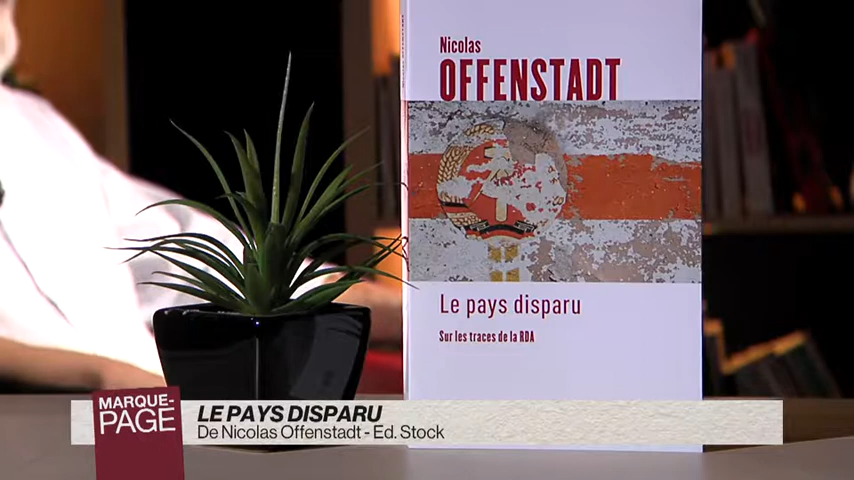 Nicolas
OFFENSTADT
Le pays disparu
Sur les traces de la RDA
MARQUE-
PAGE
LE PAYS DISPARU
De Nicolas Offenstadt - Ed. Stock